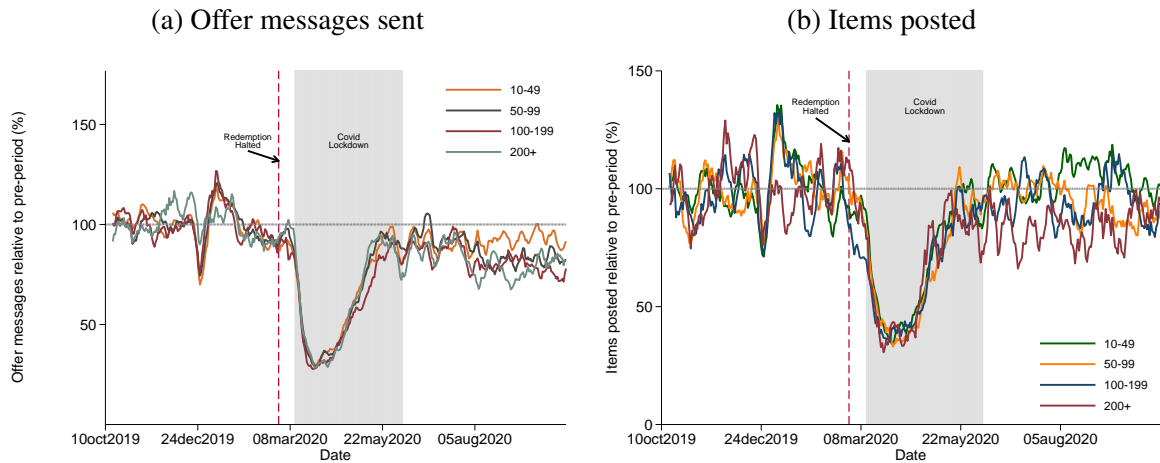 (a) Offer messages sent
Offer messages relative to pre-period (%)
150
100
50
10oct2019
24dec2019
08mar2020
22may2020
05aug2020
Date
Redemption
Halted
Covid
Lockdown
10-49
50-99
100-199
200+
(b) Items posted
Items posted relative to pre-period (%)
150
100
50
0
10oct2019
24dec2019
08mar2020
22may2020
05aug2020
Date
Redemption
Halted
Covid
Lockdown
10-49
50-99
100-199
200+